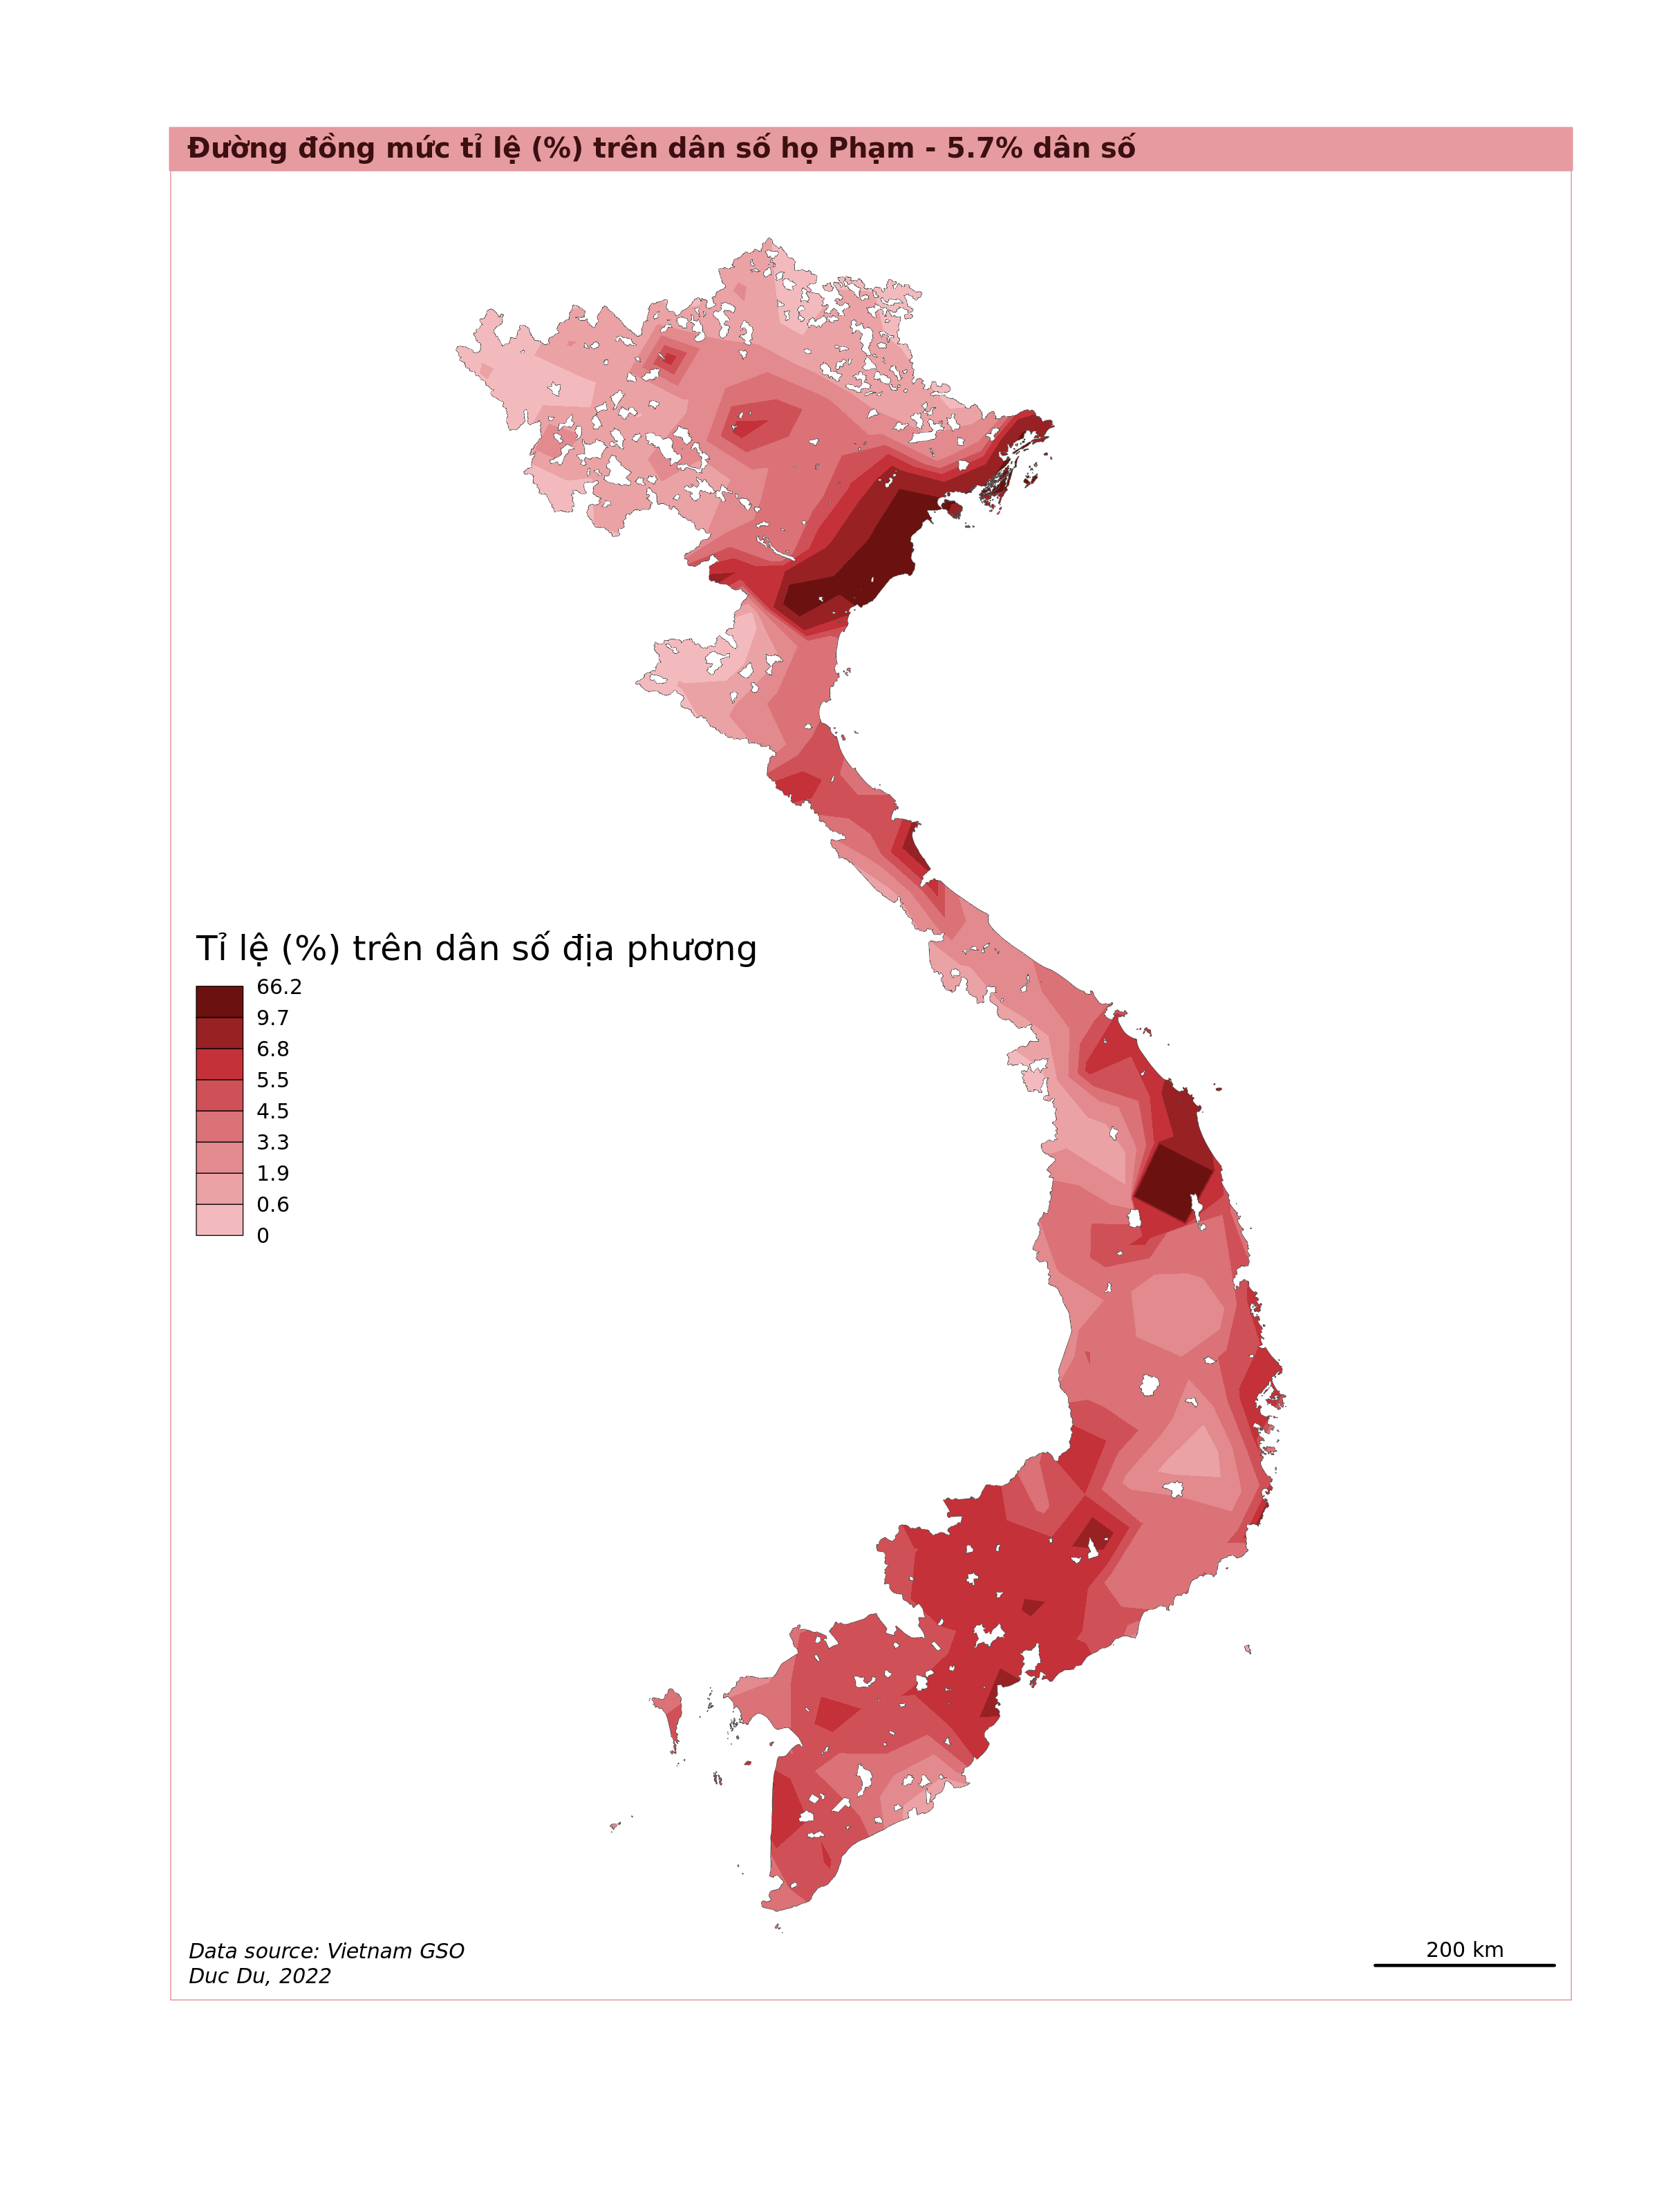 Đường đồng mức tỉ lệ (%) trên dân số họ Phạm - 5.7% dân số
Tỉ lệ (%) trên dân số địa phương
66.2
9.7
6.8
5.5
4.5
3.3
1.9
0.6
0
Data source: Vietnam GSO
Duc Du, 2022
200 km